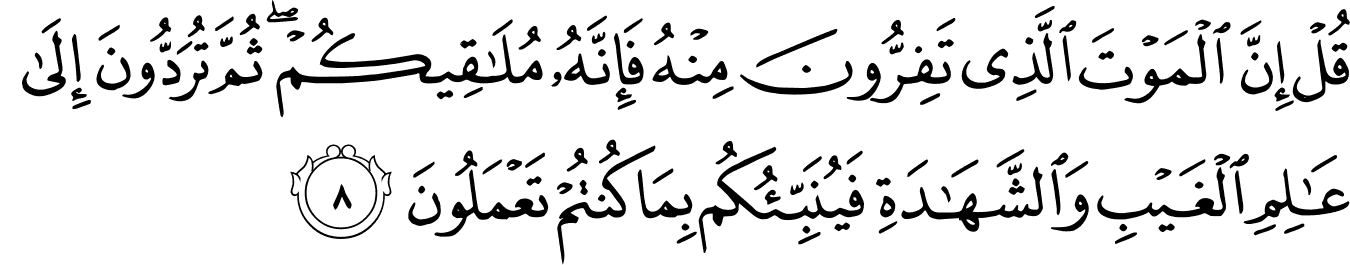 قُلْ إِنَّ ٱلْمَوْتَ ٱلَّذِى تَفِرُّونَ مِنْهُ فَإِنَّهُۥ مُلَـٰقِيكُمْ ۖ ثُمَّ تُرَدُّونَ إِلَىٰ
عَـٰلِمِ ٱلْغَيْبِ وَٱلشَّهَـٰدَةِ فَيُنَبِّئُكُم بِمَا كُنتُمْ تَعْمَلُونَ ٨